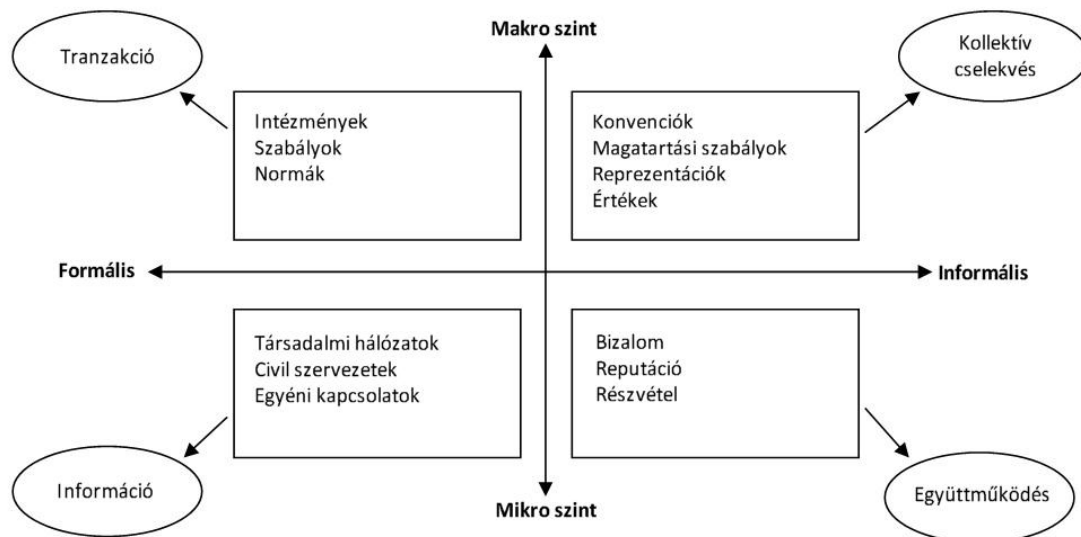 Makro szint
Tranzakció
Kollektív
cselekvés
Intézmények
Szabályok
Normák
Konvenciók
Magatartási szabályok
Reprezentációk
Értékek
Formális
Informális
Társadalmi hálózatok
Civil szervezetek
Egyéni kapcsolatok
Bizalom
Reputáció
Részvétel
Információ
Együttműködés
Mikro szint